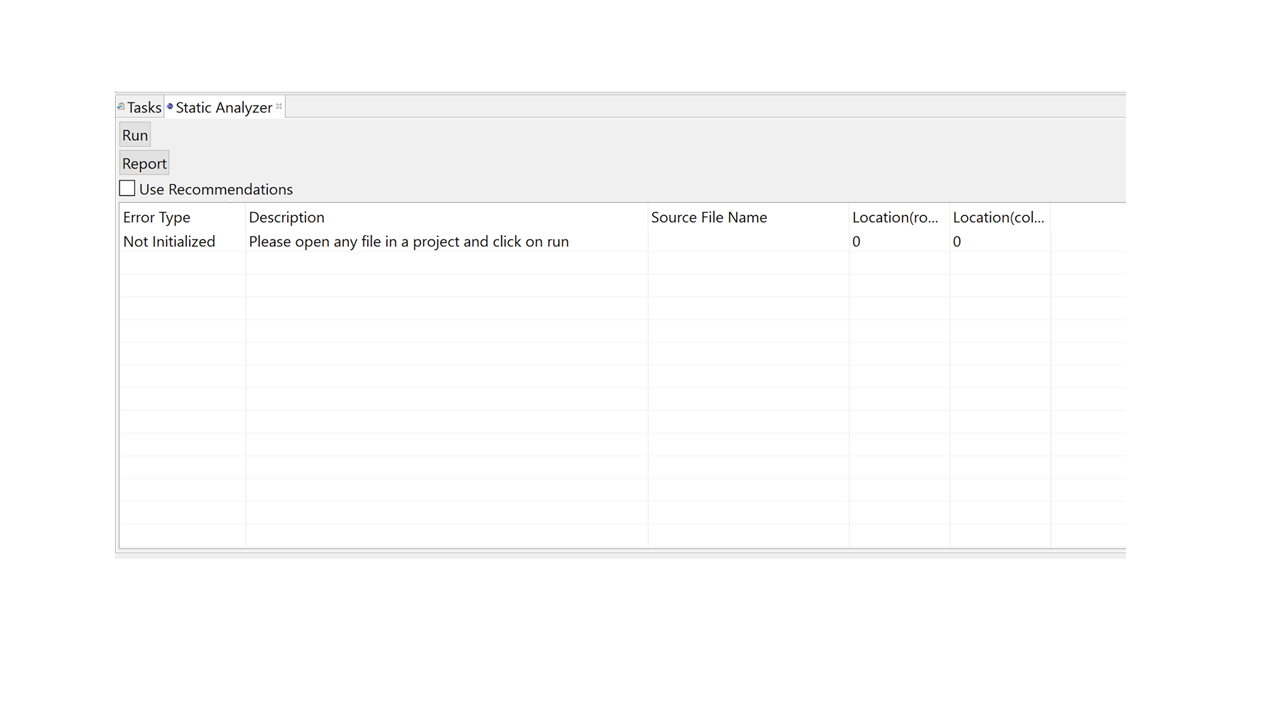 Tasks Static Analyzer
Run
Report
Use Recommendations
Error Type Description Source File Name Location(ro... Location(col...
Not Initialized Please open any file in a project and click on run 0 0